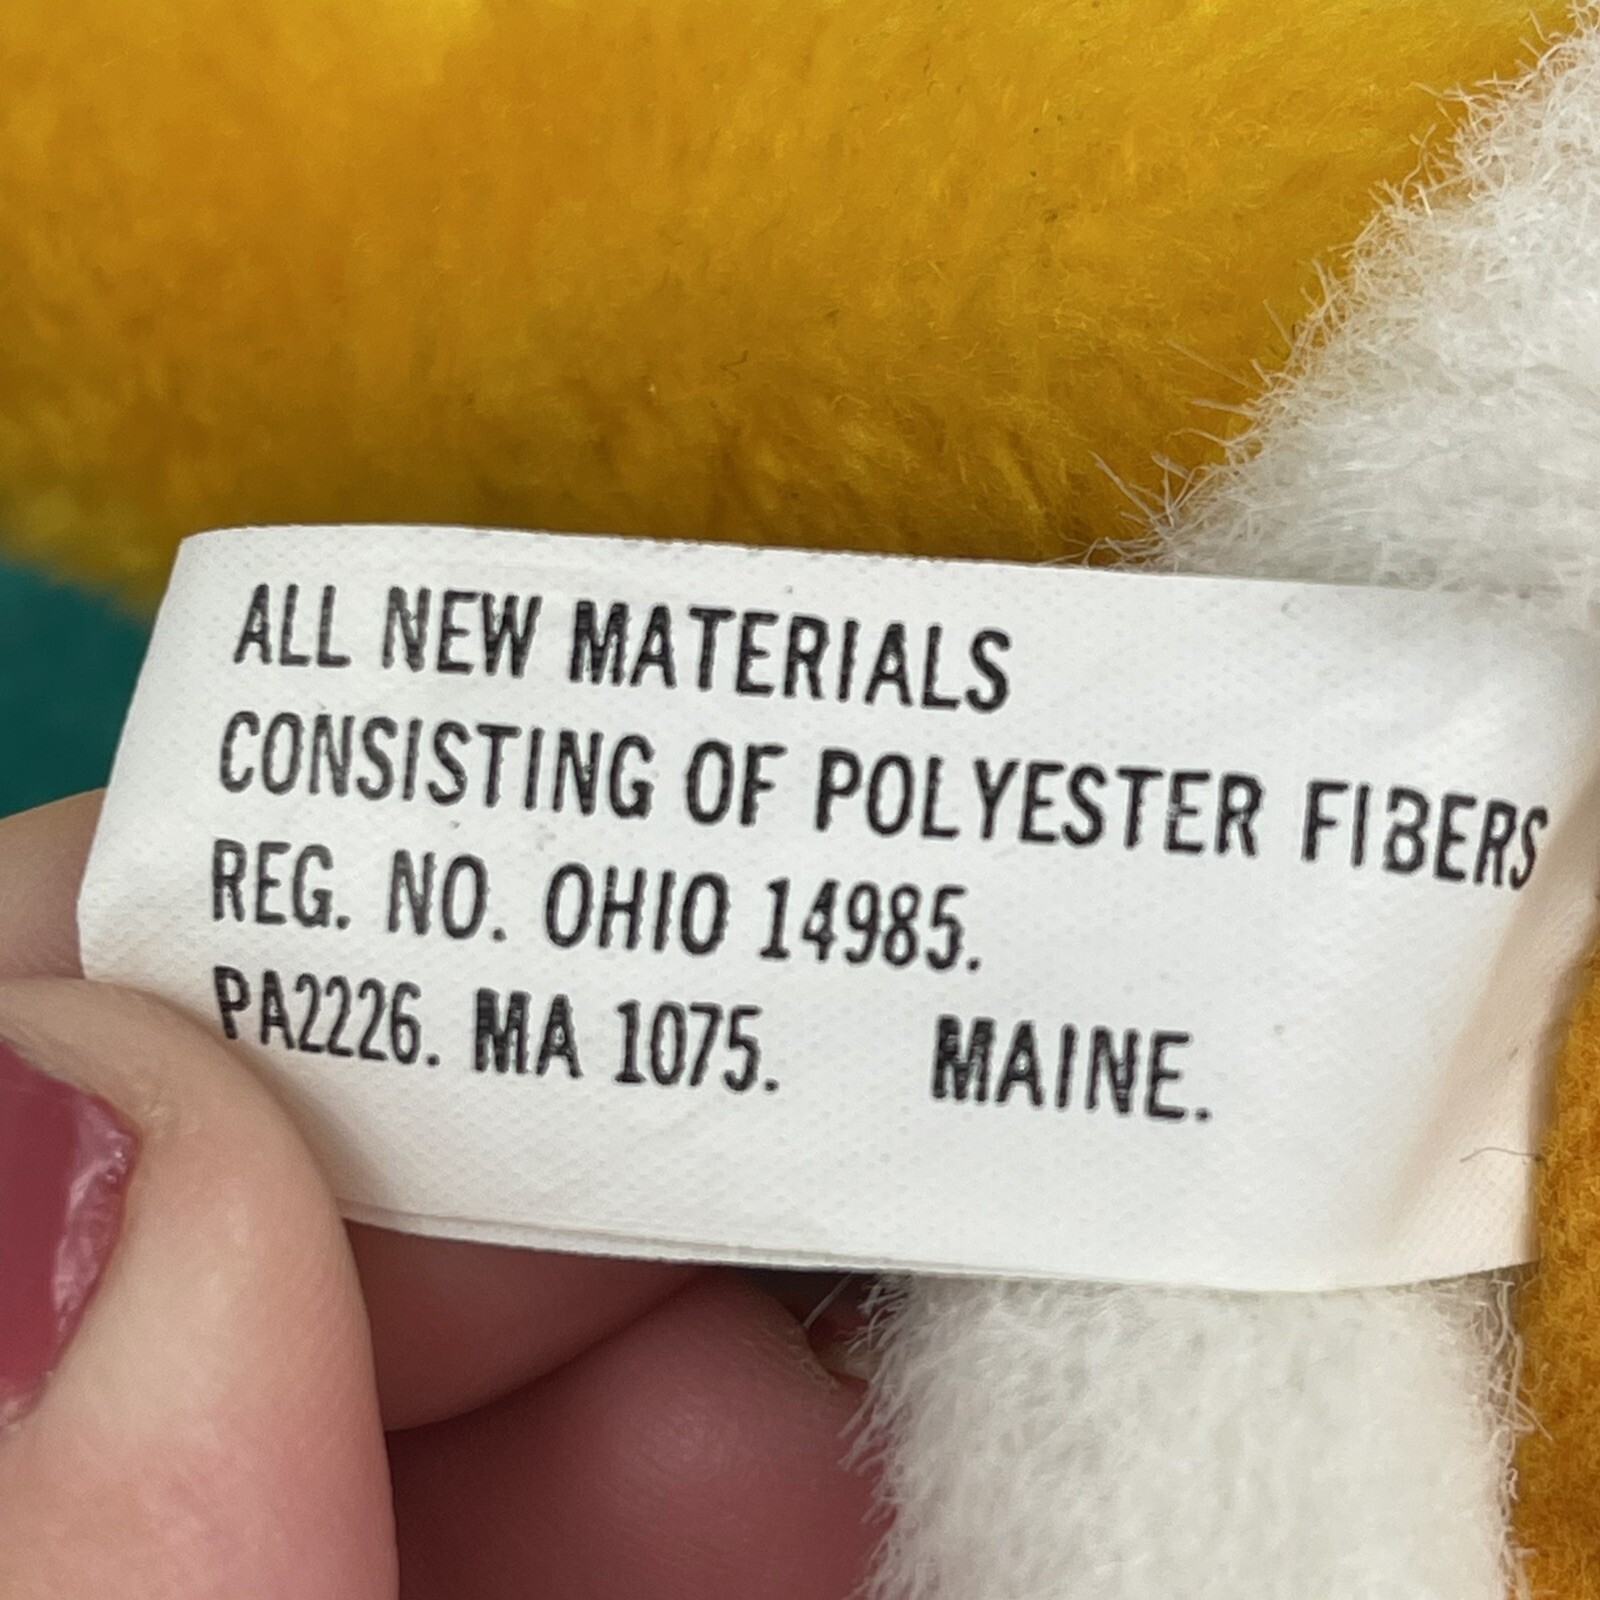 ALL NEW MATERIALS
CONSISTING OF POLYESTER FIBERS
REG. NO. OHIO 14985.
PA2226. MA 1075. MAINE.